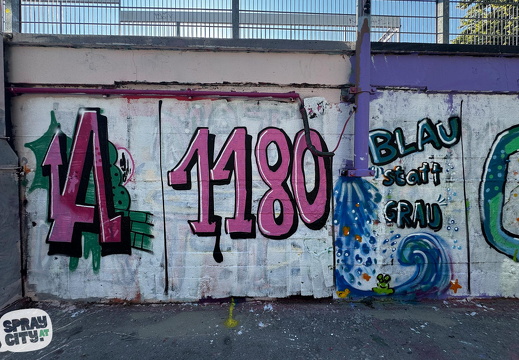 A 1180
BLAU
statt
GRAU
SPRAY
CITY.AT